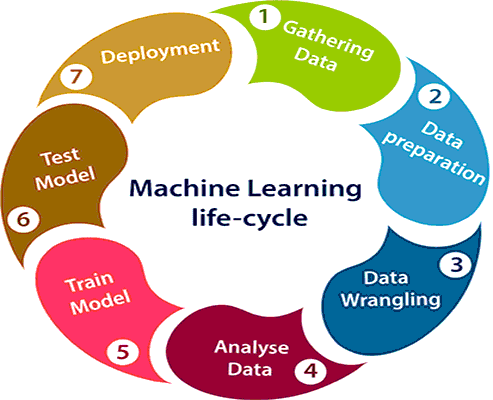 Machine Learning
life-cycle
1
Gathering
Data
2
Data
preparation
3
Data
Wrangling
4
Analyse
Data
5
Train
Model
6
Test
Model
7
Deployment